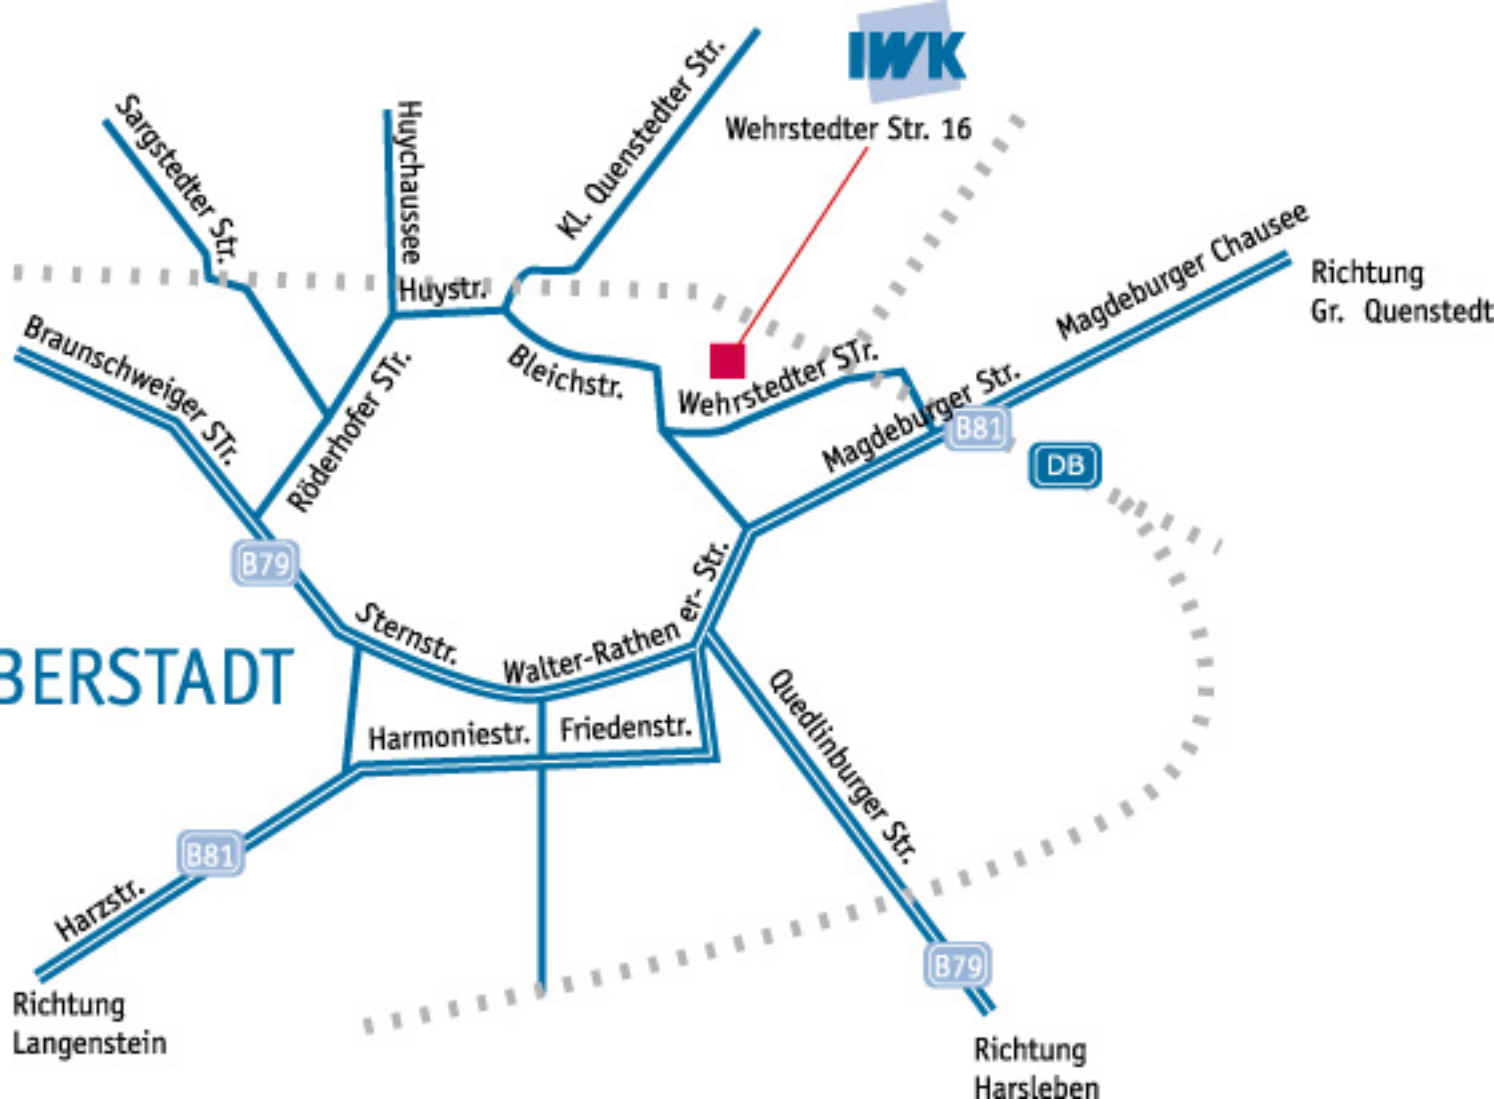 IWK
Wehrstedter Str. 16
Sargstedter Str.
Huychaussee
Kl. Quenstedter Str.
Magdeburger Chausee
Richtung
Gr. Quenstedt
Huystr.
Braunschweiger STr.
Röderhofer STr.
Bleichstr.
Wehrstedter STr.
Magdeburger Str.
B81
DB
B79
Sternstr.
Walter-Rathen er- Str.
BERSTADT
Harmoniestr.
Friedenstr.
Quedlinburger Str.
B81
Harzstr.
B79
Richtung
Langenstein
Richtung
Harsleben